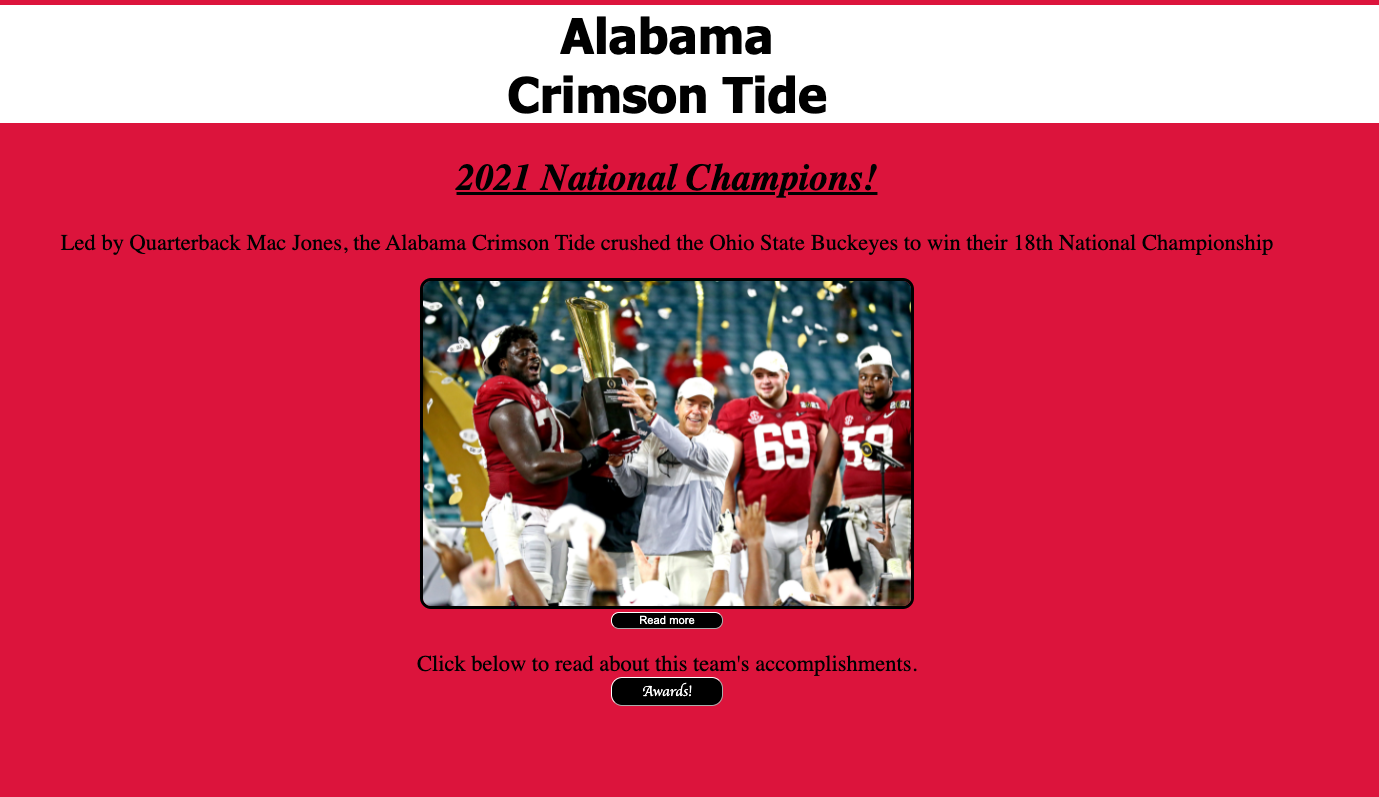 Alabama
Crimson Tide
2021 National Champions!
Led by Quarterback Mac Jones, the Alabama Crimson Tide crushed the Ohio State Buckeyes to win their 18th National Championship
69
58
Read more
Click below to read about this team's accomplishments.
Awards!